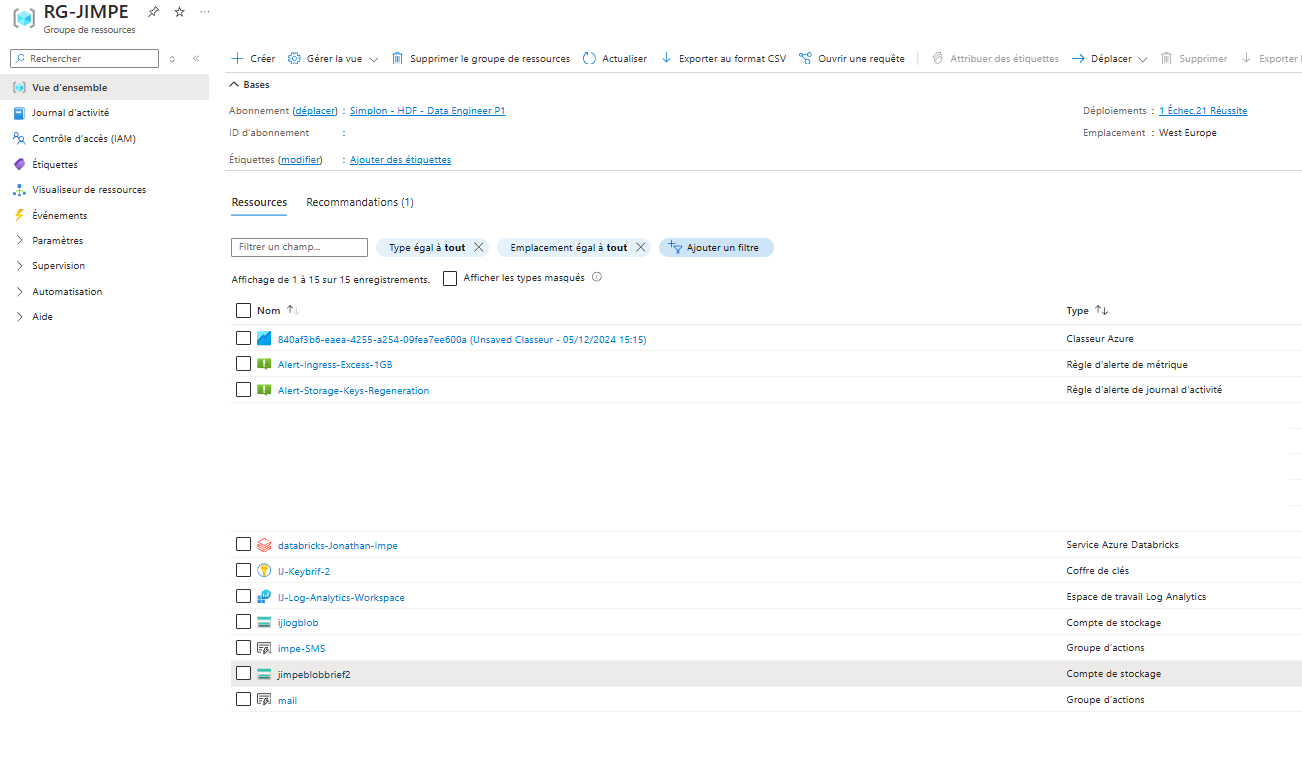 RG-JIMPE
Groupe de ressources
Rechercher
Vue d'ensemble
Journal d'activité
Contrôle d'accès (IAM)
Étiquettes
Visualiseur de ressources
Événements
Paramètres
Supervision
Automatisation
Aide
Créer Gérer la vue Supprimer le groupe de ressources Actualiser Exporter au format CSV Ouvrir une requête Attribuer des étiquettes Déplacer Supprimer Exporter
Bases
Abonnement (déplacer) : Simplon - HDF - Data Engineer P1 Déploiements : 1 Échec,21 Réussite
ID d'abonnement : Emplacement : West Europe
Étiquettes (modifier) : Ajouter des étiquettes
Ressources Recommandations (1)
Filtrer un champ... Type égal à tout Emplacement égal à tout Ajouter un filtre
Affichage de 1 à 15 sur 15 enregistrements. Afficher les types masqués
Nom Type
840af3b6-eaea-4255-a254-09fea7ee600a (Unsaved Classeur - 05/12/2024 15:15) Classeur Azure
Alert-Ingress-Excess-1GB Règle d'alerte de métrique
Alert-Storage-Keys-Regeneration Règle d'alerte de journal d'activité
databricks-Jonathan-Impe Service Azure Databricks
IJ-Keybrif-2 Coffre de clés
IJ-Log-Analytics-Workspace Espace de travail Log Analytics
ijlogblob Compte de stockage
impe-SMS Groupe d'actions
jimpeblobbrief2 Compte de stockage
mail Groupe d'actions